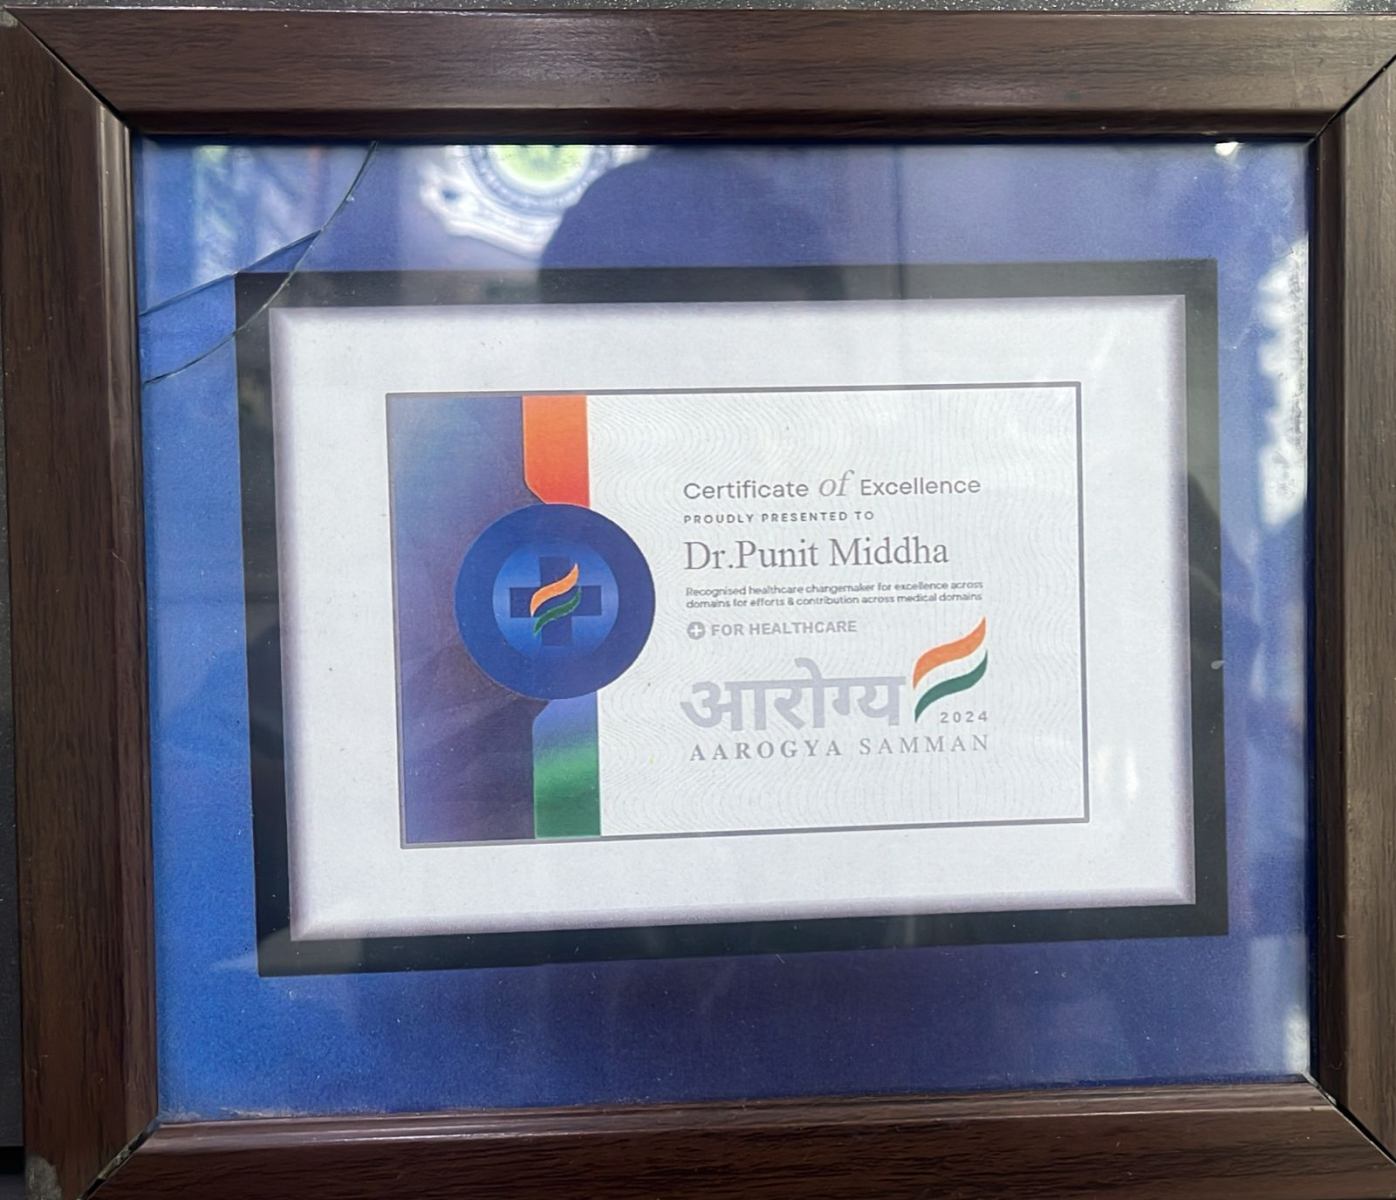 Certificate of Excellence
PROUDLY PRESENTED TO
Dr.Punit Middha
Recognised healthcare changemaker for excellence across
domains for efforts & contribution across medical domains
FOR HEALTHCARE
आरोग्य
2024
AAROGYA SAMMAN